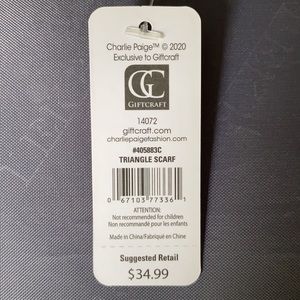 Charlie Paige™ © 2020
Exclusive to Giftcraft
GC
GIFTCRAFT
14072
giftcraft.com
charliepaigefashion.com
#405883C
TRIANGLE SCARF
0 67103 77336 1
ATTENTION:
Not recommended for children
Non recommandé pour les enfants
Made in China/Fabriqué en Chine
Suggested Retail
$34.99